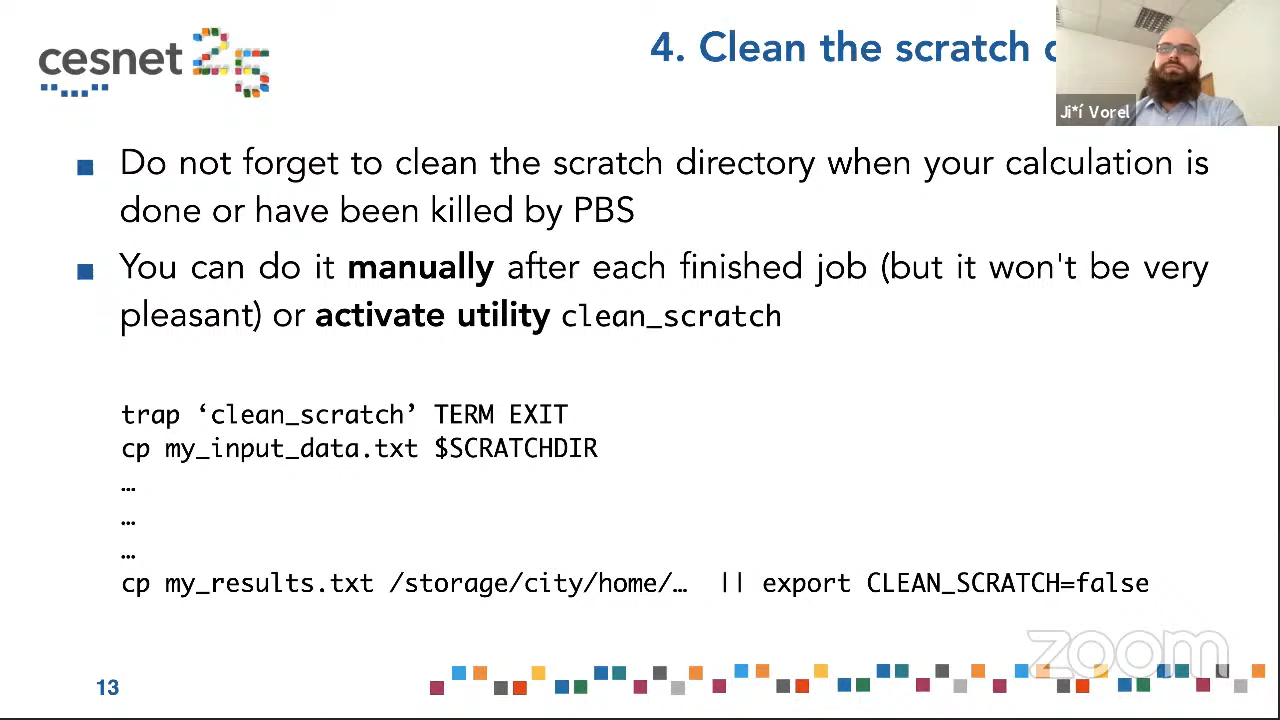 cesnet 25
4. Clean the scratch
Ji*í Vorel
Do not forget to clean the scratch directory when your calculation is
done or have been killed by PBS
You can do it manually after each finished job (but it won't be very
pleasant) or activate utility clean_scratch
trap ‘clean_scratch’ TERM EXIT
cp my_input_data.txt $SCRATCHDIR
…
…
…
cp my_results.txt /storage/city/home/… || export CLEAN_SCRATCH=false
zoom
13